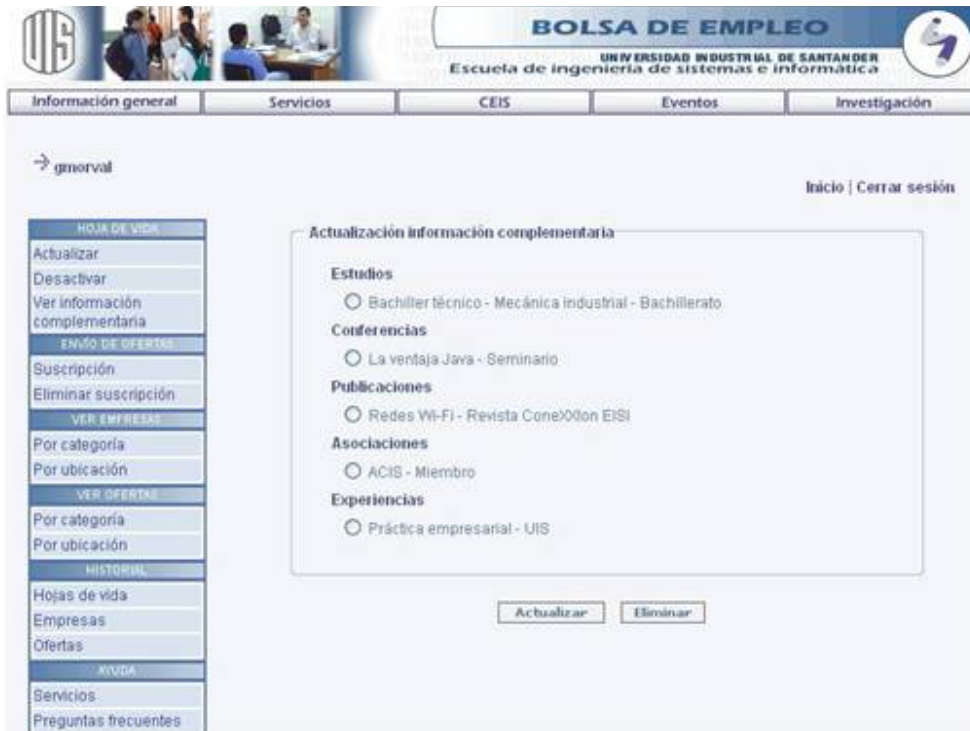 UIS
BOLSA DE EMPLEO
UNIVERSIDAD INDUSTRIAL DE SANTANDER
Escuela de ingeniería de sistemas e informática
Información general
Servicios
CEIS
Eventos
Investigación
gmorval
Inicio | Cerrar sesión
HOJA DE VIDA
Actualizar
Desactivar
Ver información
complementaria
ENVÍO DE OFERTAS
Suscripción
Eliminar suscripción
VER EMPRESAS
Por categoría
Por ubicación
VER OFERTAS
Por categoría
Por ubicación
HISTORIAL
Hojas de vida
Empresas
Ofertas
AYUDA
Servicios
Preguntas frecuentes
Actualización información complementaria
Estudios
Bachiller técnico - Mecánica industrial - Bachillerato
Conferencias
La ventaja Java - Seminario
Publicaciones
Redes Wi-Fi - Revista ConeXXIon EISI
Asociaciones
ACIS - Miembro
Experiencias
Práctica empresarial - UIS
Actualizar
Eliminar